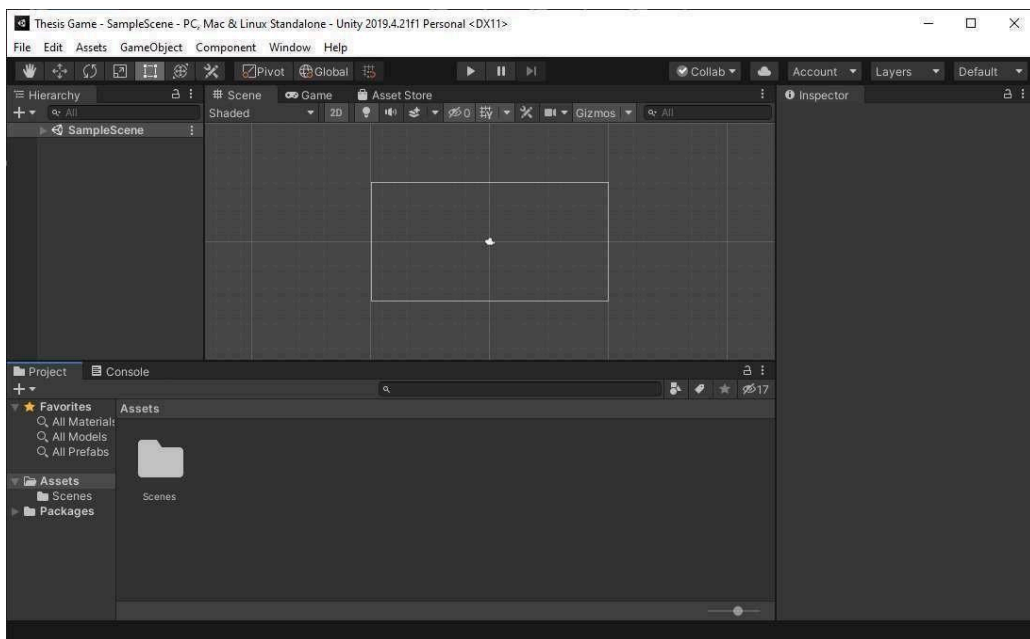 Thesis Game - SampleScene - PC, Mac & Linux Standalone - Unity 2019.4.21f1 Personal <DX11>
File Edit Assets GameObject Component Window Help
Pivot Global Collab Account Layers Default
Hierarchy # Scene Game Asset Store Inspector
All Shaded 2D 0 Gizmos All
SampleScene
Project Console
17
Favorites Assets
All Materials
All Models
All Prefabs
Assets
Scenes Scenes
Packages